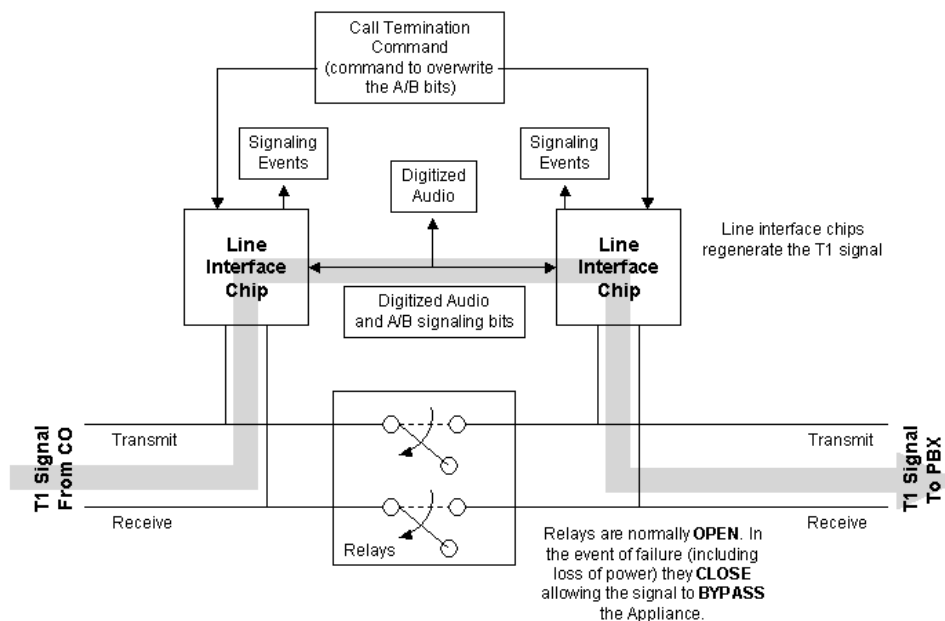 Call Termination
Command
(command to overwrite
the A/B bits)
Signaling
Events
Signaling
Events
Digitized
Audio
Line
Interface
Chip
Line
Interface
Chip
Line interface chips
regenerate the T1 signal
Digitized Audio
and A/B signaling bits
T1 Signal
From CO
Transmit
Receive
Relays
Transmit
Receive
T1 Signal
To PBX
Relays are normally OPEN. In
the event of failure (including
loss of power) they CLOSE
allowing the signal to BYPASS
the Appliance.